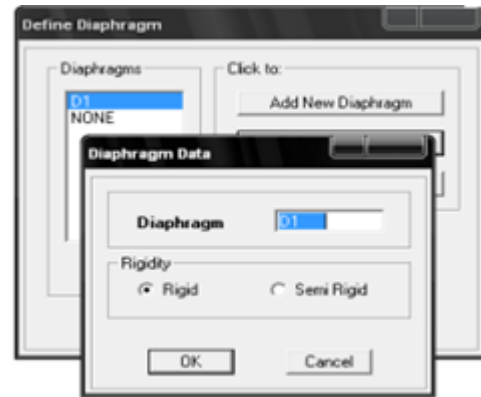 Define Diaphragm
Diaphragms
Click to:
D1
NONE
Add New Diaphragm
Diaphragm Data
Diaphragm
D1
Rigidity
Rigid
Semi Rigid
OK
Cancel